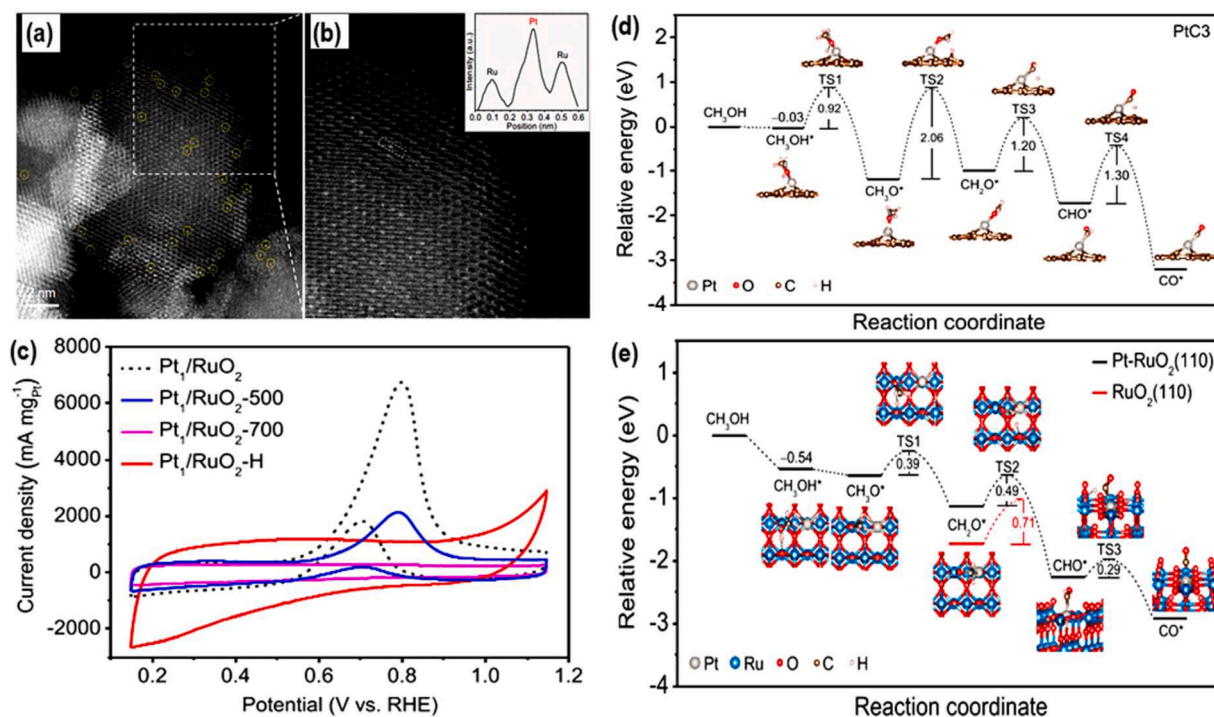 (a)
2 nm
(b)
Intensity (a.u.)
Pt
Ru
Ru
0.0 0.1 0.2 0.3 0.4 0.5 0.6
Position (nm)
(c)
Current density (mA mg⁻¹Pt)
8000
6000
4000
2000
0
-2000
Pt₁/RuO₂
Pt₁/RuO₂-500
Pt₁/RuO₂-700
Pt₁/RuO₂-H
0.2 0.4 0.6 0.8 1.0 1.2
Potential (V vs. RHE)
(d)
PtC3
Relative energy (eV)
2
1
0
-1
-2
-3
-4
CH₃OH
−0.03
CH₃OH*
TS1
0.92
CH₃O*
TS2
2.06
CH₂O*
TS3
1.20
CHO*
TS4
1.30
CO*
Pt O C H
Reaction coordinate
(e)
Pt-RuO₂(110)
RuO₂(110)
Relative energy (eV)
1
0
-1
-2
-3
-4
CH₃OH
−0.54
CH₃OH*
CH₃O*
TS1
0.39
CH₂O*
TS2
0.49
0.71
CHO*
TS3
0.29
CO*
Pt Ru O C H
Reaction coordinate